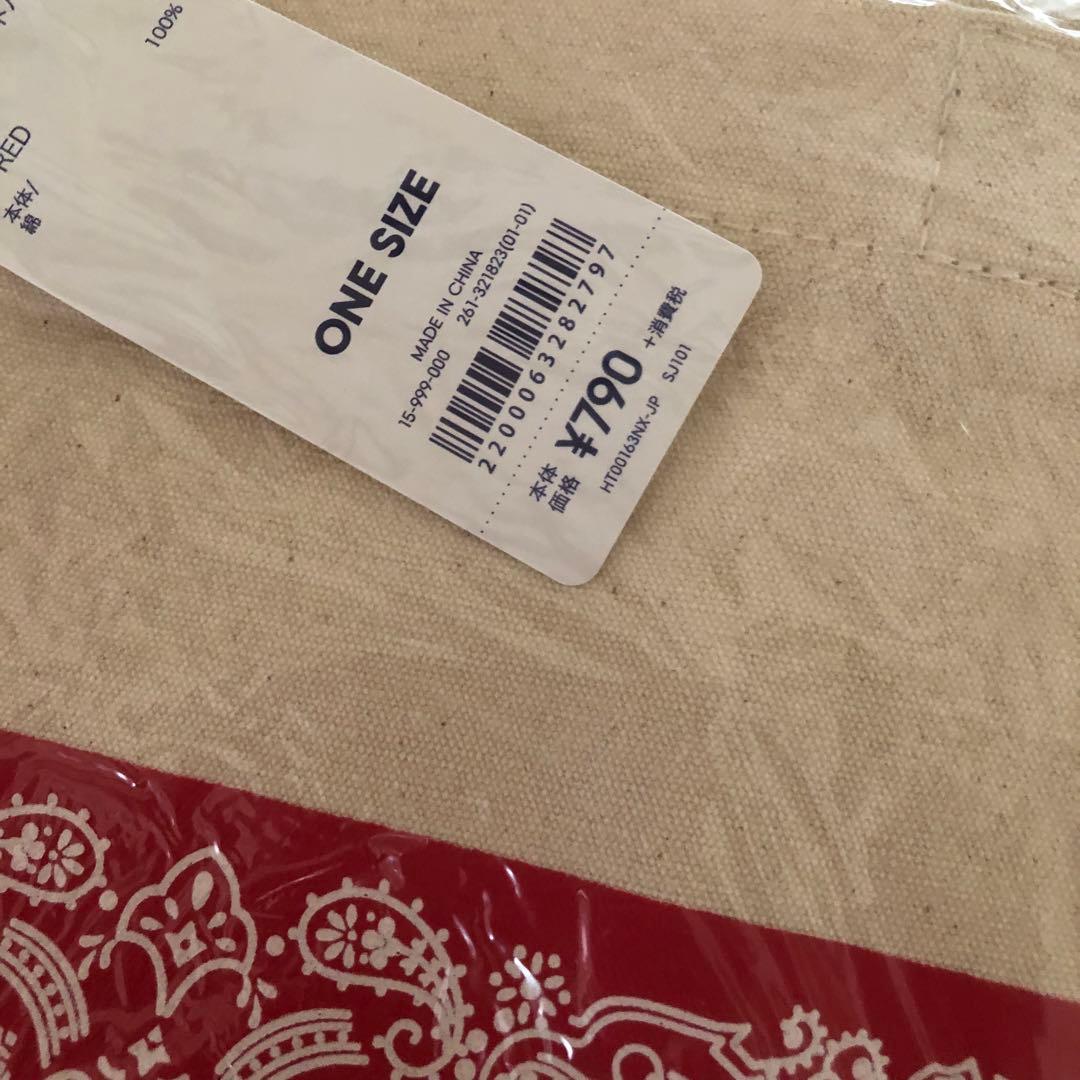 100%
RED
本体/
綿
ONE SIZE
MADE IN CHINA
15-999-000 261-321823(01-01)
2200063282797
本体
価格 ¥790 +消費税
HT00163NX-JP SJ101